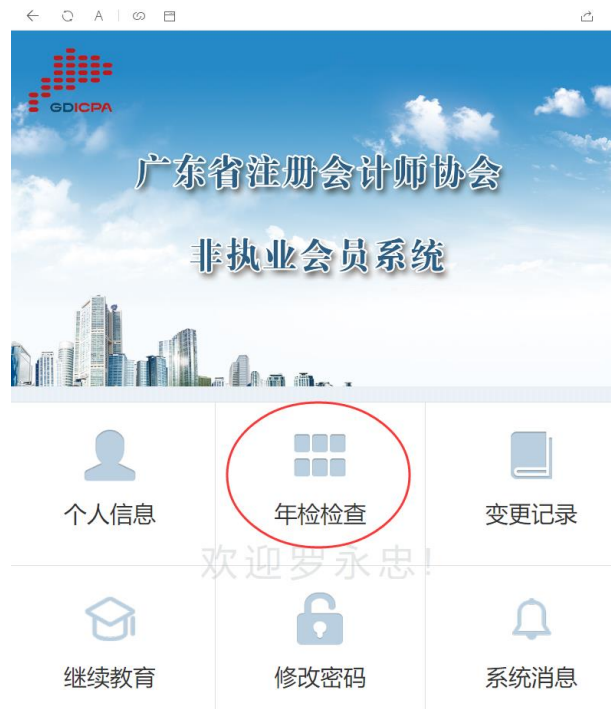 A
GDICPA
广东省注册会计师协会
非执业会员系统
个人信息
年检检查
变更记录
欢迎罗永忠!
继续教育
修改密码
系统消息